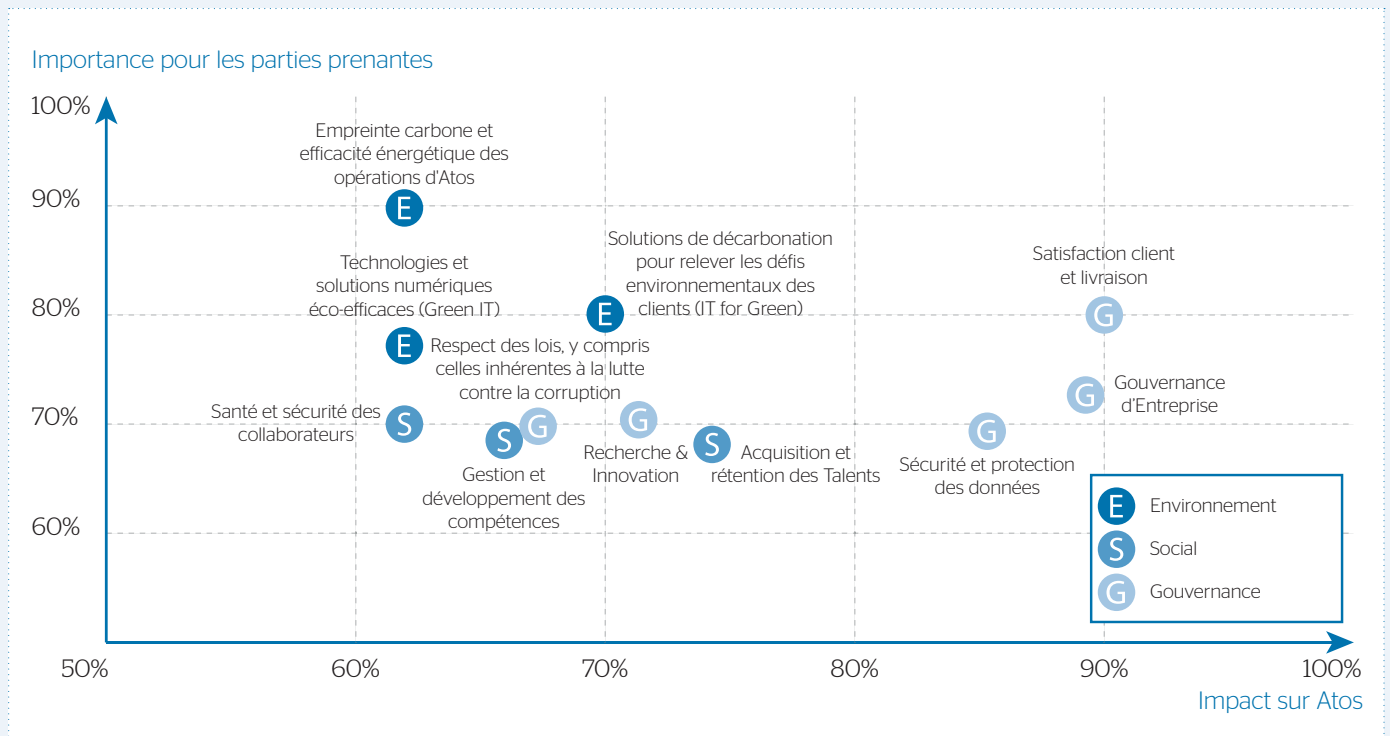 Importance pour les parties prenantes
100%
Empreinte carbone et
efficacité énergétique des
opérations d'Atos
90%
E
Solutions de décarbonation
pour relever les défis
environnementaux des
clients (IT for Green)
E
Satisfaction client
et livraison
G
Technologies et
solutions numériques
éco-efficaces (Green IT)
80%
E
Respect des lois, y compris
celles inhérentes à la lutte
contre la corruption
G
Gouvernance
d'Entreprise
G
70%
Santé et sécurité des
collaborateurs
S
S
Gestion et
développement des
compétences
G
Recherche &
Innovation
S
Acquisition et
rétention des Talents
G
Sécurité et protection
des données
60%
E
Environnement
S
Social
G
Gouvernance
50%
60%
70%
80%
90%
100%
Impact sur Atos